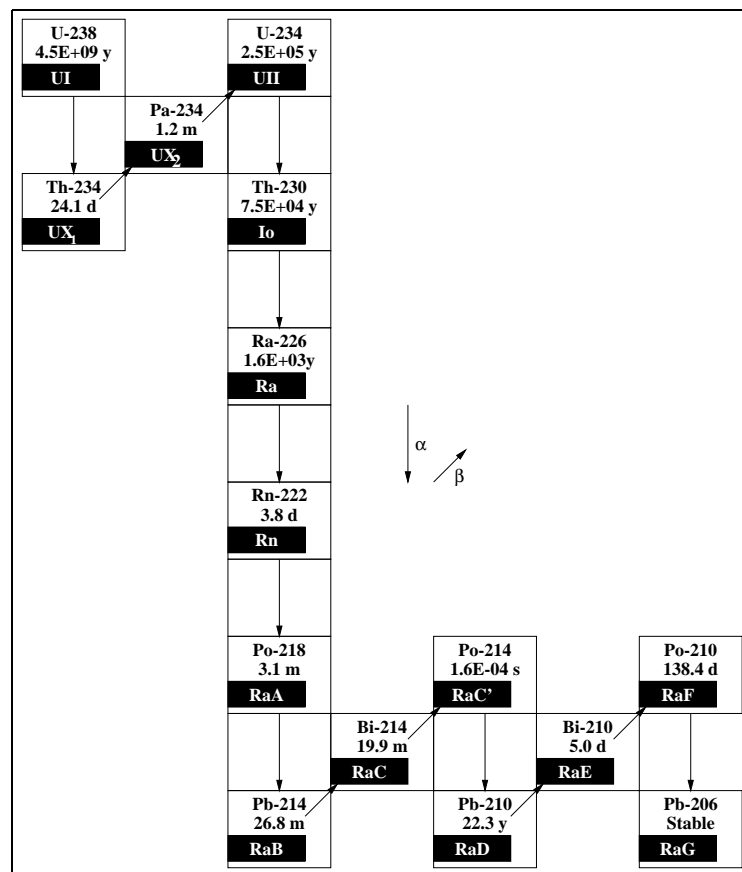 U-238
4.5E+09 y
UI
U-234
2.5E+05 y
UII
Pa-234
1.2 m
UX2
Th-234
24.1 d
UX1
Th-230
7.5E+04 y
Io
Ra-226
1.6E+03y
Ra
α
β
Rn-222
3.8 d
Rn
Po-218
3.1 m
RaA
Po-214
1.6E-04 s
RaC'
Po-210
138.4 d
RaF
Bi-214
19.9 m
RaC
Bi-210
5.0 d
RaE
Pb-214
26.8 m
RaB
Pb-210
22.3 y
RaD
Pb-206
Stable
RaG